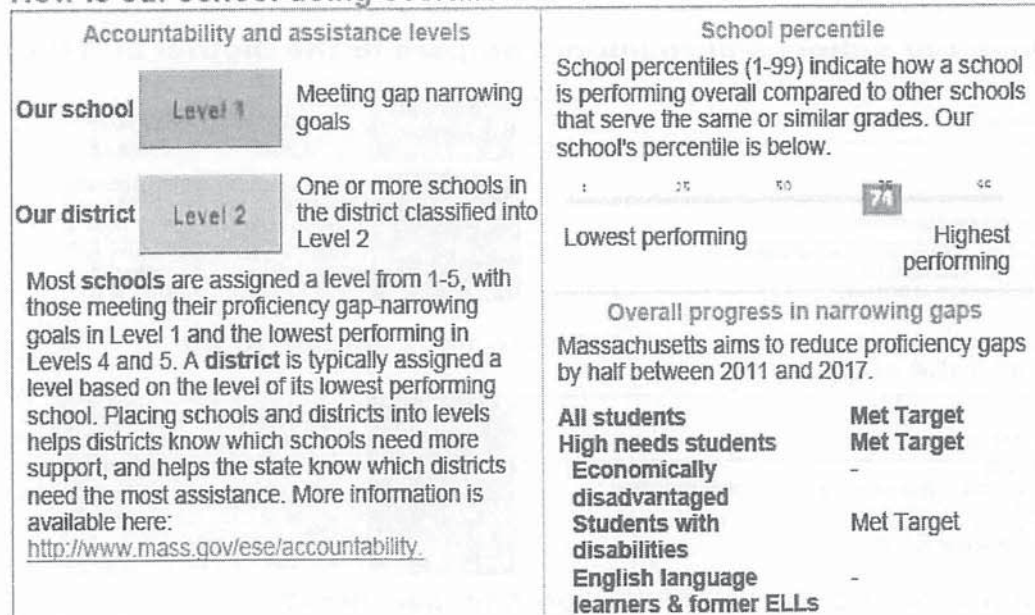 Accountability and assistance levels
Our school
Level 1
Meeting gap narrowing
goals
Our district
Level 2
One or more schools in
the district classified into
Level 2
Most schools are assigned a level from 1-5, with
those meeting their proficiency gap-narrowing
goals in Level 1 and the lowest performing in
Levels 4 and 5. A district is typically assigned a
level based on the level of its lowest performing
school. Placing schools and districts into levels
helps districts know which schools need more
support, and helps the state know which districts
need the most assistance. More information is
available here:
http://www.mass.gov/ese/accountability.
School percentile
School percentiles (1-99) indicate how a school
is performing overall compared to other schools
that serve the same or similar grades. Our
school's percentile is below.
50
74
Lowest performing
Highest
performing
Overall progress in narrowing gaps
Massachusetts aims to reduce proficiency gaps
by half between 2011 and 2017.
All students Met Target
High needs students Met Target
Economically -
disadvantaged
Students with Met Target
disabilities
English language -
learners & former ELLs